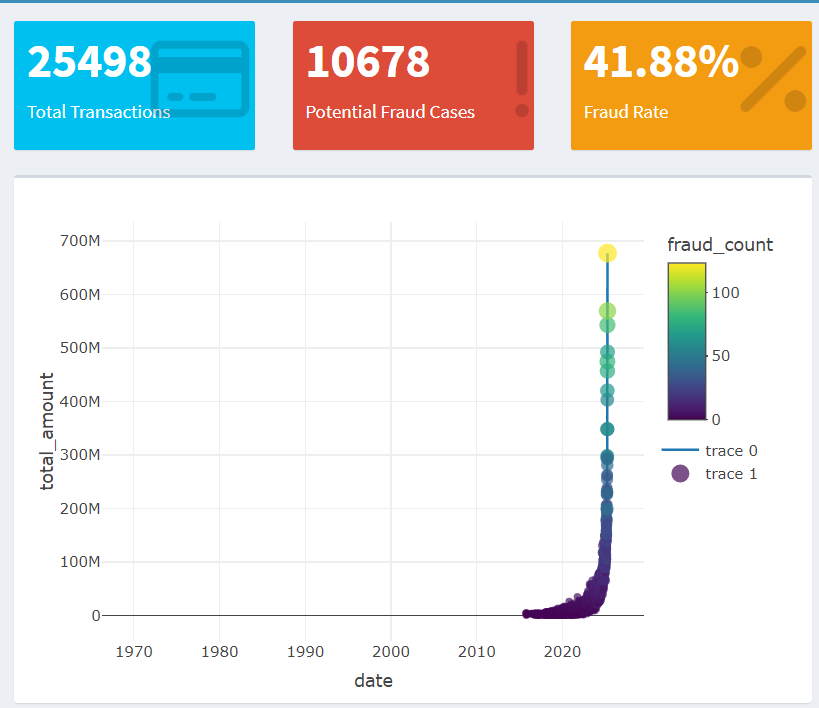 25498
Total Transactions
10678
Potential Fraud Cases
41.88%
Fraud Rate
700M
600M
500M
400M
300M
200M
100M
0
total_amount
1970
1980
1990
2000
2010
2020
date
fraud_count
100
50
0
trace 0
trace 1